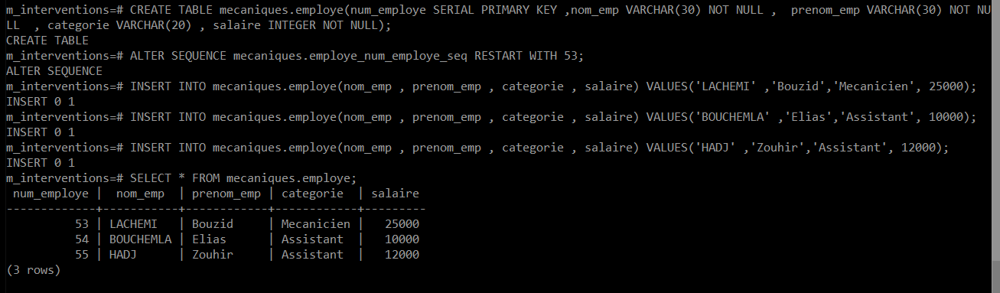 m_interventions=# CREATE TABLE mecaniques.employe(num_employe SERIAL PRIMARY KEY ,nom_emp VARCHAR(30) NOT NULL ,  prenom_emp VARCHAR(30) NOT NU
LL  , categorie VARCHAR(20) , salaire INTEGER NOT NULL);
CREATE TABLE
m_interventions=# ALTER SEQUENCE mecaniques.employe_num_employe_seq RESTART WITH 53;
ALTER SEQUENCE
m_interventions=# INSERT INTO mecaniques.employe(nom_emp , prenom_emp , categorie , salaire) VALUES('LACHEMI' ,'Bouzid','Mecanicien', 25000);
INSERT 0 1
m_interventions=# INSERT INTO mecaniques.employe(nom_emp , prenom_emp , categorie , salaire) VALUES('BOUCHEMLA' ,'Elias','Assistant', 10000);
INSERT 0 1
m_interventions=# INSERT INTO mecaniques.employe(nom_emp , prenom_emp , categorie , salaire) VALUES('HADJ' ,'Zouhir','Assistant', 12000);
INSERT 0 1
m_interventions=# SELECT * FROM mecaniques.employe;
 num_employe |  nom_emp  | prenom_emp | categorie  | salaire
-------------+-----------+------------+------------+---------
          53 | LACHEMI   | Bouzid     | Mecanicien |   25000
          54 | BOUCHEMLA | Elias      | Assistant  |   10000
          55 | HADJ      | Zouhir     | Assistant  |   12000
(3 rows)